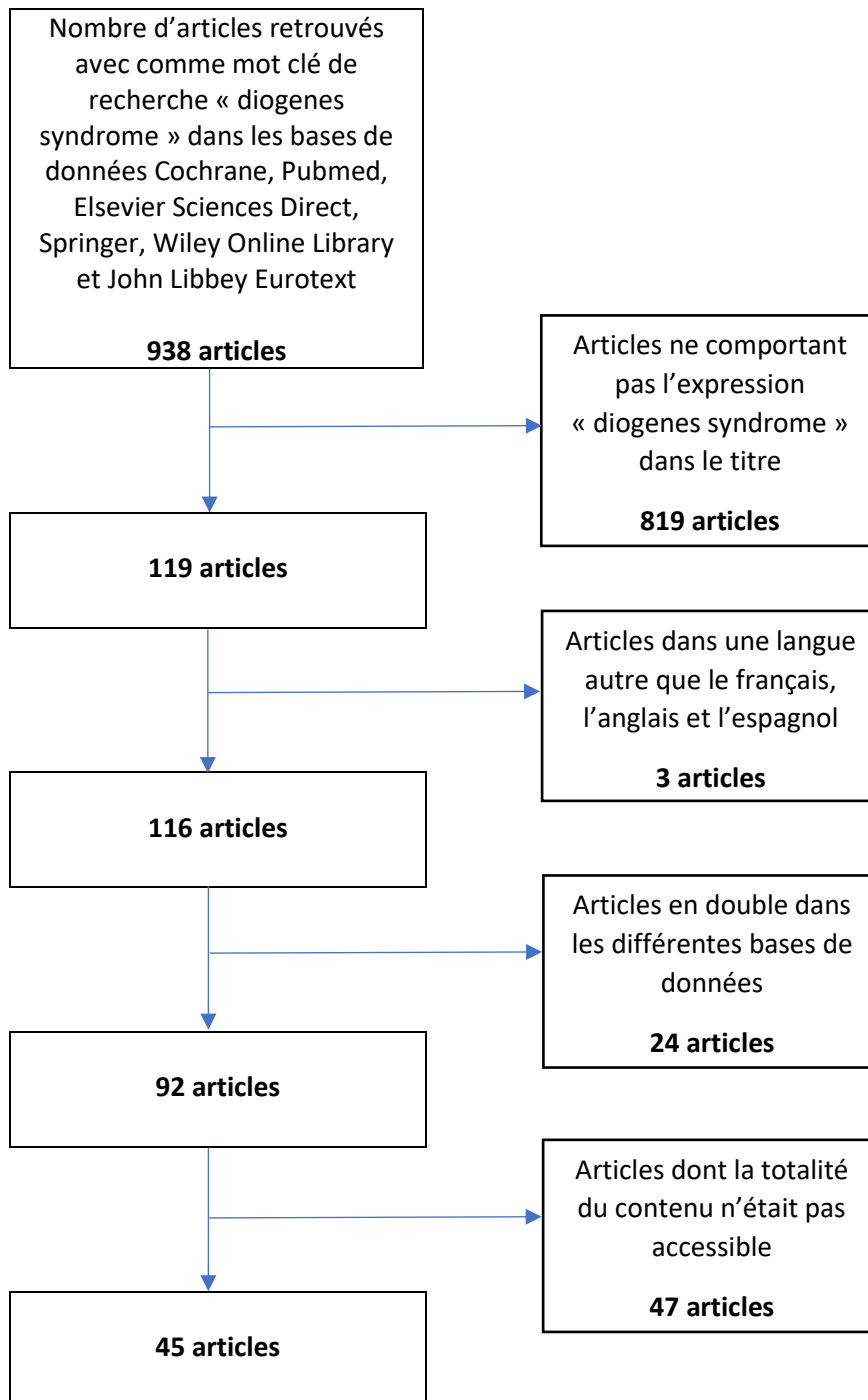 Nombre d’articles retrouvés
avec comme mot clé de
recherche « diogenes
syndrome » dans les bases de
données Cochrane, Pubmed,
Elsevier Sciences Direct,
Springer, Wiley Online Library
et John Libbey Eurotext
938 articles
Articles ne comportant
pas l’expression
« diogenes syndrome »
dans le titre
819 articles
119 articles
Articles dans une langue
autre que le français,
l’anglais et l’espagnol
3 articles
116 articles
Articles en double dans
les différentes bases de
données
24 articles
92 articles
Articles dont la totalité
du contenu n’était pas
accessible
47 articles
45 articles